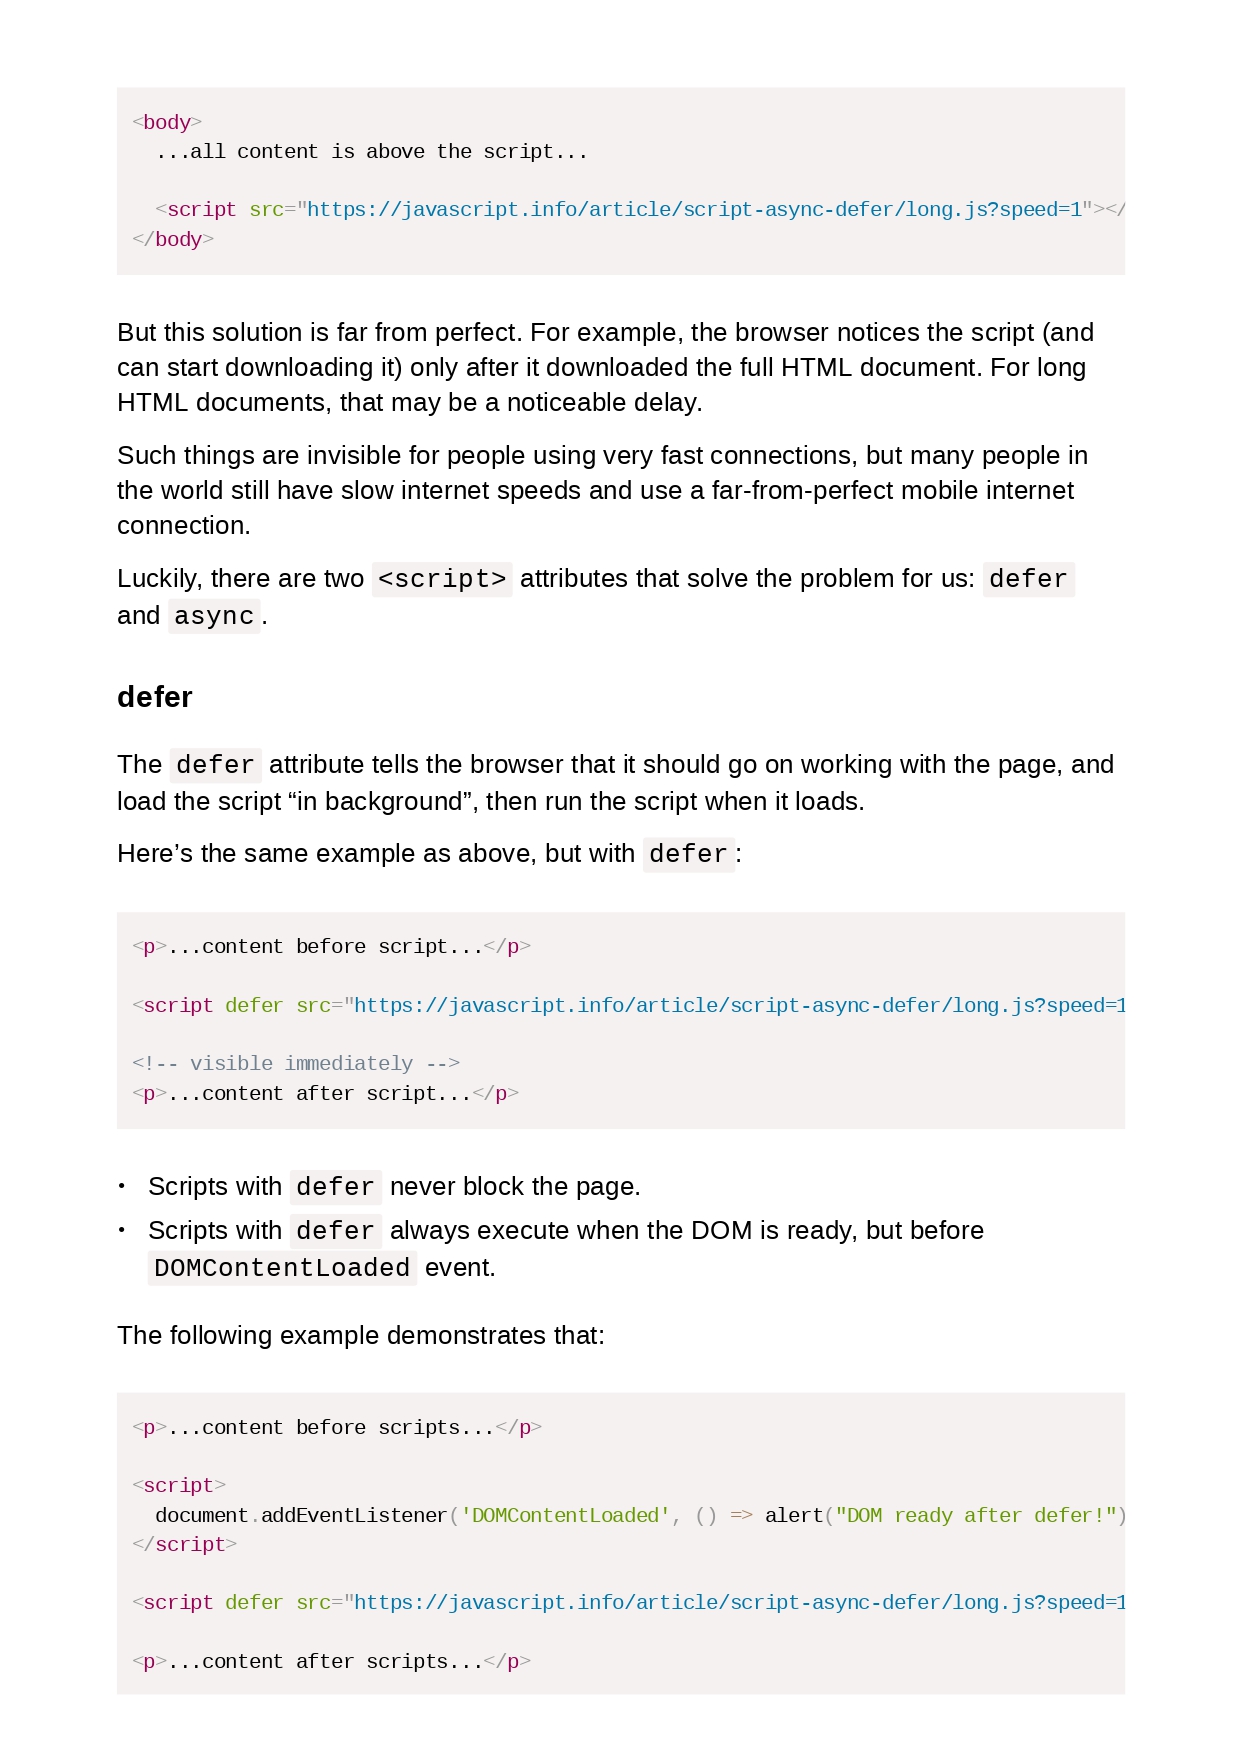 <body>
  ...all content is above the script...
  <script src="https://javascript.info/article/script-async-defer/long.js?speed=1"></
</body>
But this solution is far from perfect. For example, the browser notices the script (and
can start downloading it) only after it downloaded the full HTML document. For long
HTML documents, that may be a noticeable delay.
Such things are invisible for people using very fast connections, but many people in
the world still have slow internet speeds and use a far-from-perfect mobile internet
connection.
Luckily, there are two <script> attributes that solve the problem for us: defer
and async.
defer
The defer attribute tells the browser that it should go on working with the page, and
load the script “in background”, then run the script when it loads.
Here’s the same example as above, but with defer:
<p>...content before script...</p>
<script defer src="https://javascript.info/article/script-async-defer/long.js?speed=1
<!-- visible immediately -->
<p>...content after script...</p>
• Scripts with defer never block the page.
• Scripts with defer always execute when the DOM is ready, but before
DOMContentLoaded event.
The following example demonstrates that:
<p>...content before scripts...</p>
<script>
  document.addEventListener('DOMContentLoaded', () => alert("DOM ready after defer!")
</script>
<script defer src="https://javascript.info/article/script-async-defer/long.js?speed=1
<p>...content after scripts...</p>